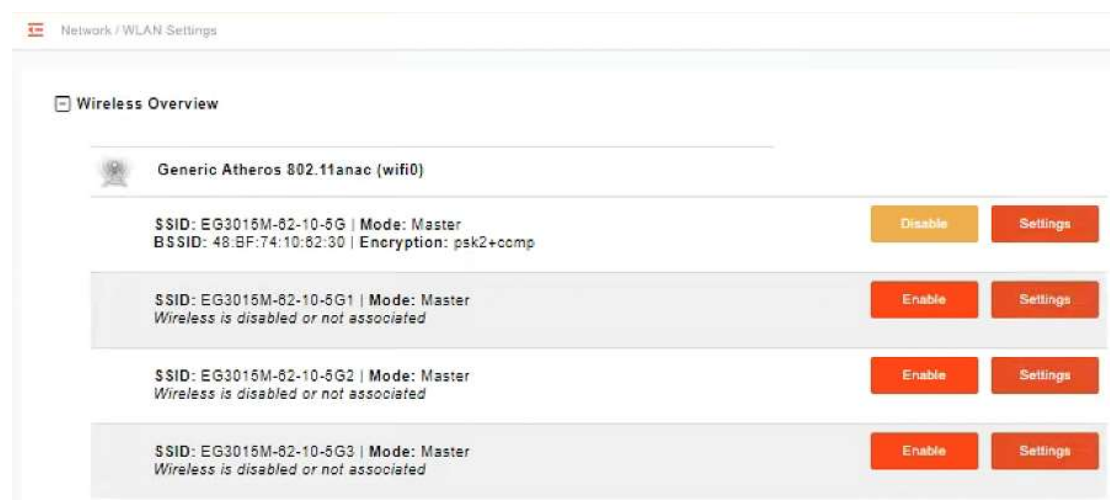 Network / WLAN Settings
Wireless Overview
Generic Atheros 802.11anac (wifi0)
SSID: EG3015M-62-10-5G | Mode: Master
BSSID: 48:BF:74:10:62:30 | Encryption: psk2+ccmp
Disable
Settings
SSID: EG3015M-62-10-5G1 | Mode: Master
Wireless is disabled or not associated
Enable
Settings
SSID: EG3015M-62-10-5G2 | Mode: Master
Wireless is disabled or not associated
Enable
Settings
SSID: EG3015M-62-10-5G3 | Mode: Master
Wireless is disabled or not associated
Enable
Settings